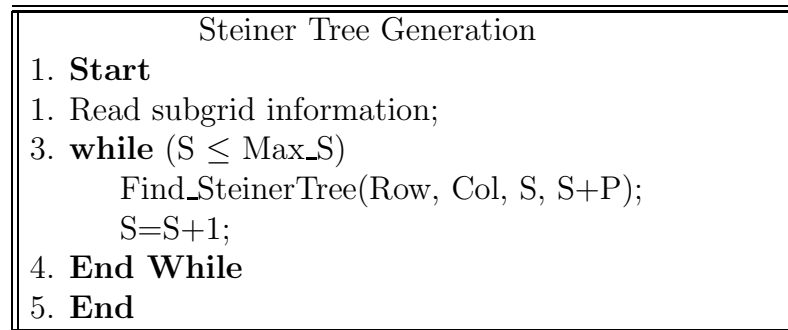 Steiner Tree Generation
1. Start
1. Read subgrid information;
3. while (S ≤ Max_S)
Find_SteinerTree(Row, Col, S, S+P);
S=S+1;
4. End While
5. End